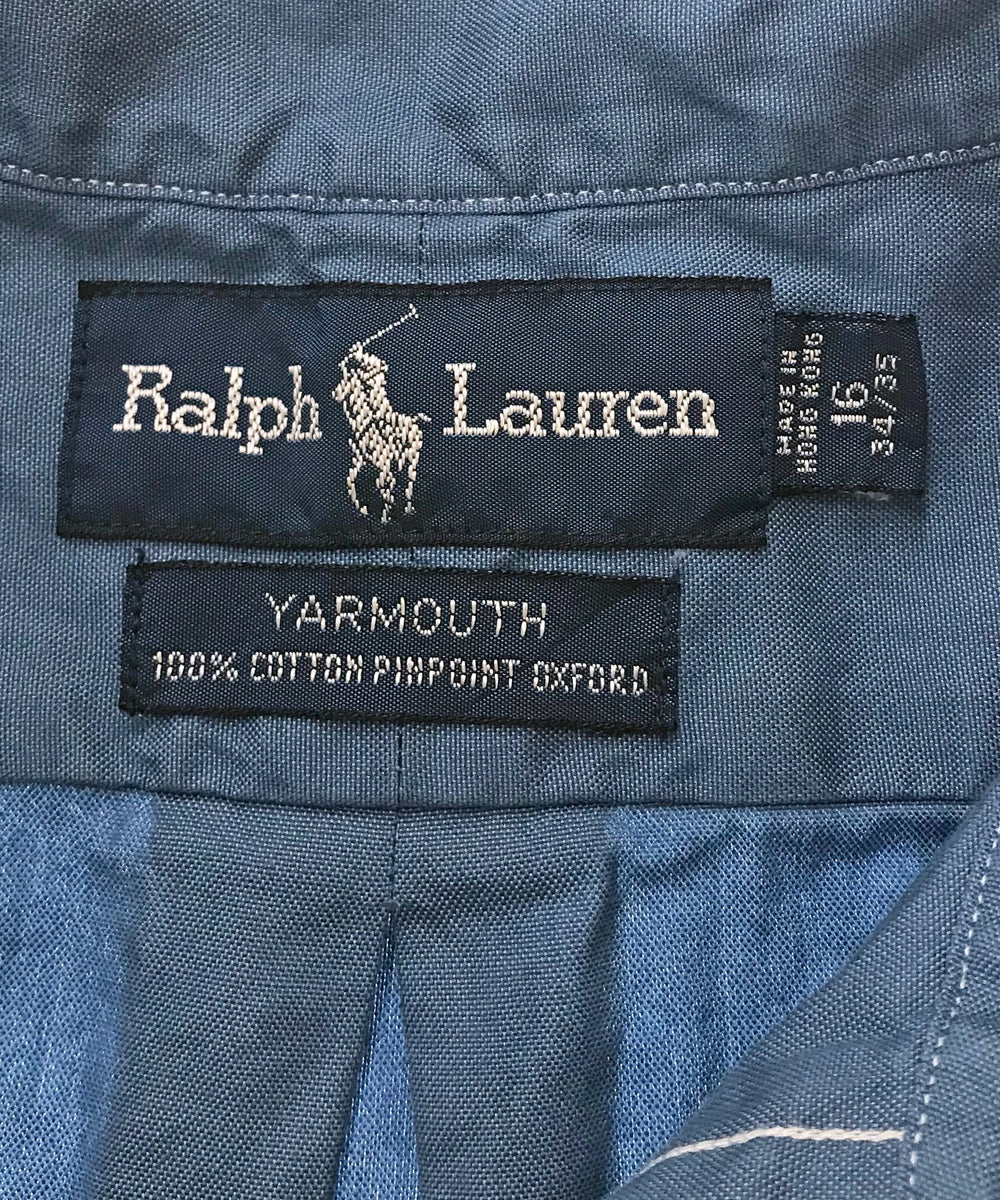 Ralph Lauren
MADE IN
HONG KONG
16
34/35
YARMOUTH
100% COTTON PINPOINT OXFORD